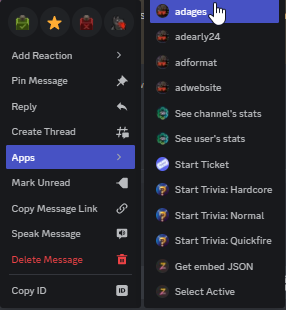 Add Reaction
Pin Message
Reply
Create Thread
Apps
Mark Unread
Copy Message Link
Speak Message
Delete Message
Copy ID
ID
adages
adearly24
adformat
adwebsite
See channel's stats
See user's stats
Start Ticket
Start Trivia: Hardcore
Start Trivia: Normal
Start Trivia: Quickfire
Get embed JSON
Select Active